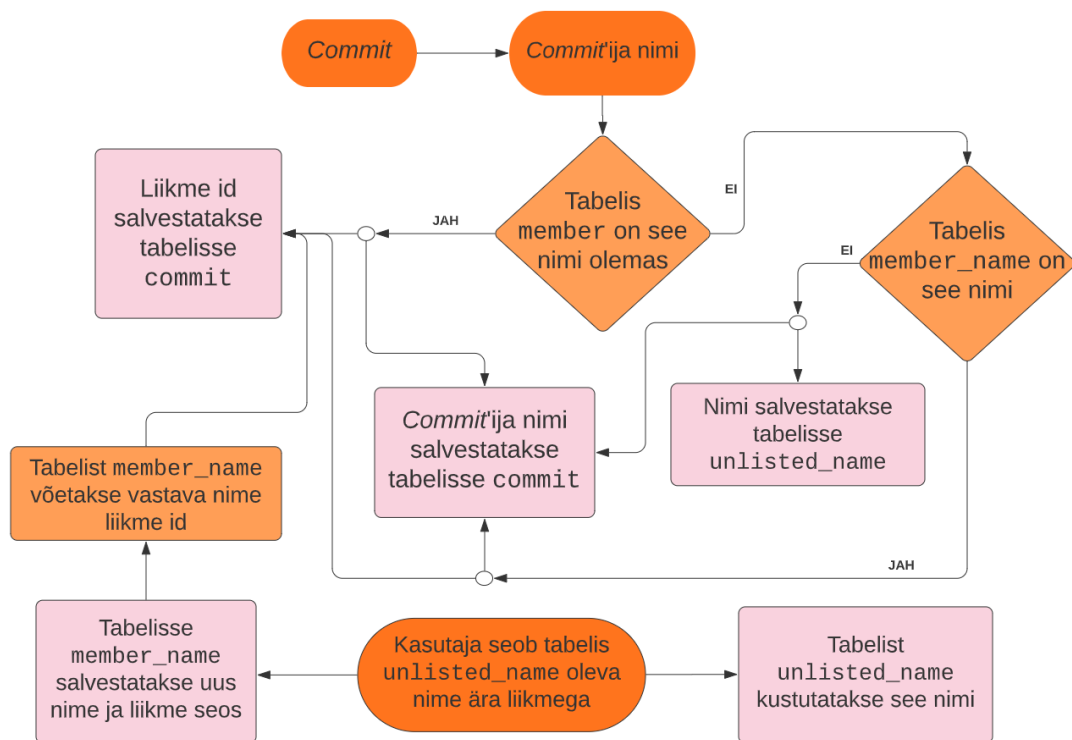 Commit
Commit'ija nimi
Tabelis
member on see
nimi olemas
EI
JAH
Liikme id
salvestatakse
tabelisse
commit
Tabelis
member_name on
see nimi
EI
Commit'ija nimi
salvestatakse
tabelisse commit
Nimi salvestatakse
tabelisse
unlisted_name
Tabelist member_name
võetakse vastava nime
liikme id
JAH
Tabelisse
member_name
salvestatakse uus
nime ja liikme seos
Kasutaja seob tabelis
unlisted_name oleva
nime ära liikmega
Tabelist
unlisted_name
kustutatakse see nimi